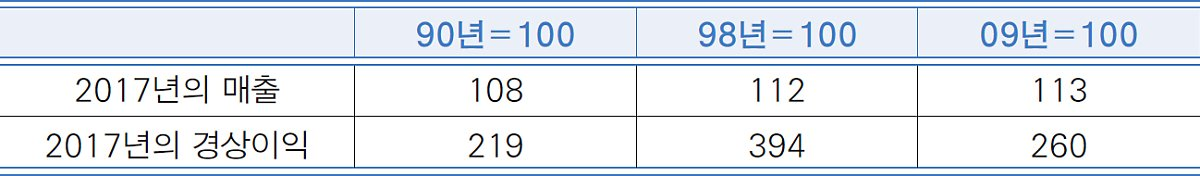 90년=100 98년=100 09년=100
2017년의 매출 108 112 113
2017년의 경상이익 219 394 260